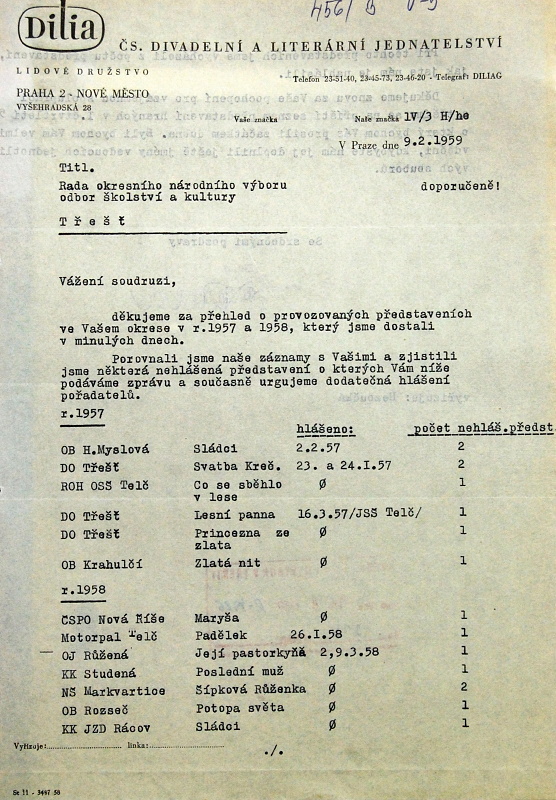 Dilia
ČS. DIVADELNÍ A LITERÁRNÍ JEDNATELSTVÍ
LIDOVÉ DRUŽSTVO
PRAHA 2 - NOVÉ MĚSTO
VYŠEHRADSKÁ 28
Telefon 23-51-40, 23-45-73, 23-46-20 - Telegraf: DILIAG
Vaše značka
Naše značka IV/3 H/he
V Praze dne 9.2.1959
Titl.
Rada okresního národního výboru
odbor školství a kultury
doporučeně!
T ř e š ť
Vážení soudruzi,
děkujeme za přehled o provozovaných představeních
ve Vašem okrese v r.1957 a 1958, který jsme dostali
v minulých dnech.
Porovnali jsme naše záznamy s Vašimi a zjistili
jsme některá nehlášená představení o kterých Vám níže
podáváme zprávu a současně urgujeme dodatečná hlášení
pořadatelů.
r.1957
hlášeno: počet nehláš.předst.
OB H.Myslová Sládci 2.2.57 2
DO Třešť Svatba Kreč. 23. a 24.I.57 2
ROH OSŠ Telč Co se sběhlo v lese Ø 1
DO Třešť Lesní panna 16.3.57/JSŠ Telč/ 1
DO Třešť Princezna ze zlata Ø 1
OB Krahulčí Zlatá nit Ø 1
r.1958
ČSPO Nová Říše Maryša Ø 1
Motorpal Telč Padělek 26.I.58 1
OJ Růžená Její pastorkyňa 2,9.3.58 1
KK Studená Poslední muž Ø 1
NŠ Markvartice Šípková Růženka Ø 2
OB Rozseč Potopa světa Ø 1
KK JZD Rácov Sládci Ø 1
Vyřizuje: linka:
./.
St 11 - 3447 58